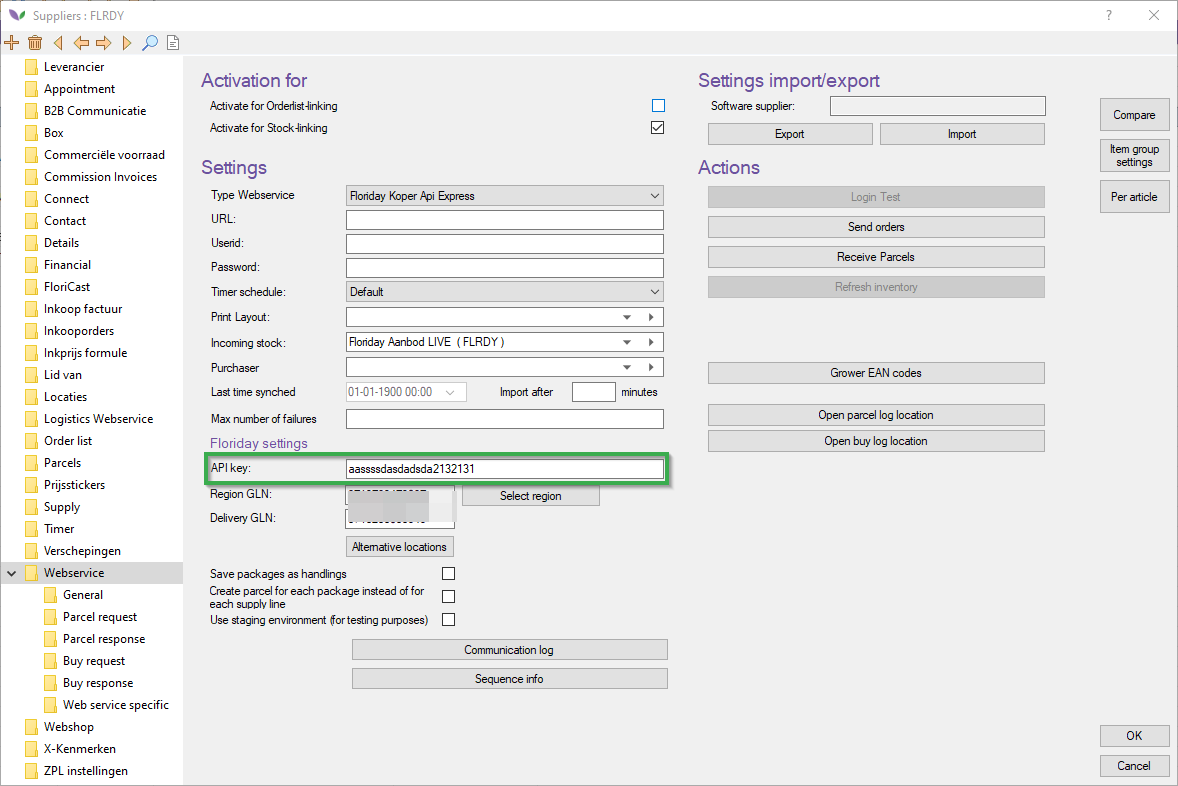 Suppliers : FLRDY
?
Leverancier
Appointment
B2B Communicatie
Box
Commerciële voorraad
Commission Invoices
Connect
Contact
Details
Financial
FloriCast
Inkoop factuur
Inkooporders
Inkprijs formule
Lid van
Locaties
Logistics Webservice
Order list
Parcels
Prijsstickers
Supply
Timer
Verschepingen
Webservice
General
Parcel request
Parcel response
Buy request
Buy response
Web service specific
Webshop
X-Kenmerken
ZPL instellingen
Activation for
Activate for Orderlist-linking
Activate for Stock-linking
Settings
Type Webservice
Floriday Koper Api Express
URL:
Userid:
Password:
Timer schedule:
Default
Print Layout:
Incoming stock:
Floriday Aanbod LIVE ( FLRDY )
Purchaser
Last time synched
01-01-1900 00:00
Import after
minutes
Max number of failures
Floriday settings
API key:
aassssdasdadsda2132131
Region GLN:
Select region
Delivery GLN:
Alternative locations
Save packages as handlings
Create parcel for each package instead of for
each supply line
Use staging environment (for testing purposes)
Communication log
Sequence info
Settings import/export
Software supplier:
Export
Import
Actions
Login Test
Send orders
Receive Parcels
Refresh inventory
Grower EAN codes
Open parcel log location
Open buy log location
Compare
Item group
settings
Per article
OK
Cancel